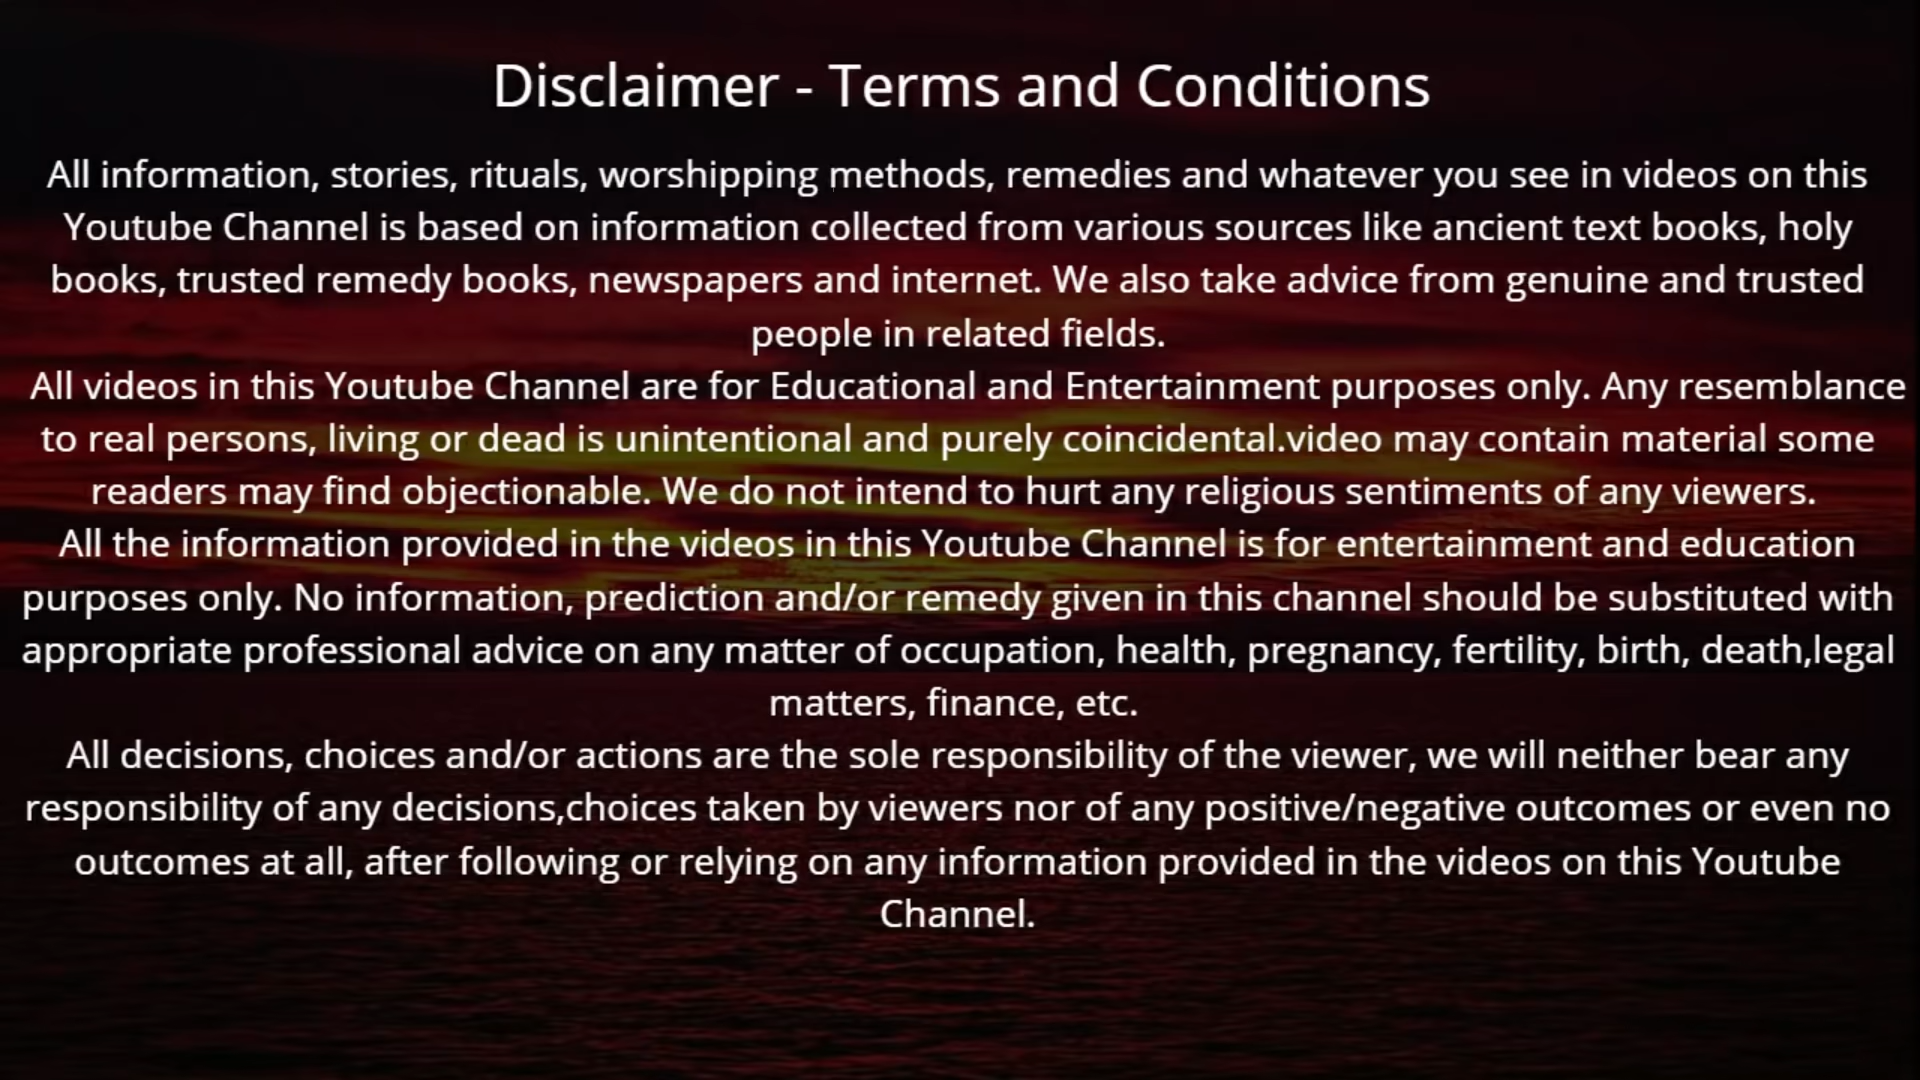 Disclaimer - Terms and Conditions
All information, stories, rituals, worshipping methods, remedies and whatever you see in videos on this
Youtube Channel is based on information collected from various sources like ancient text books, holy
books, trusted remedy books, newspapers and internet. We also take advice from genuine and trusted
people in related fields.
All videos in this Youtube Channel are for Educational and Entertainment purposes only. Any resemblance
to real persons, living or dead is unintentional and purely coincidental.video may contain material some
readers may find objectionable. We do not intend to hurt any religious sentiments of any viewers.
All the information provided in the videos in this Youtube Channel is for entertainment and education
purposes only. No information, prediction and/or remedy given in this channel should be substituted with
appropriate professional advice on any matter of occupation, health, pregnancy, fertility, birth, death,legal
matters, finance, etc.
All decisions, choices and/or actions are the sole responsibility of the viewer, we will neither bear any
responsibility of any decisions,choices taken by viewers nor of any positive/negative outcomes or even no
outcomes at all, after following or relying on any information provided in the videos on this Youtube
Channel.